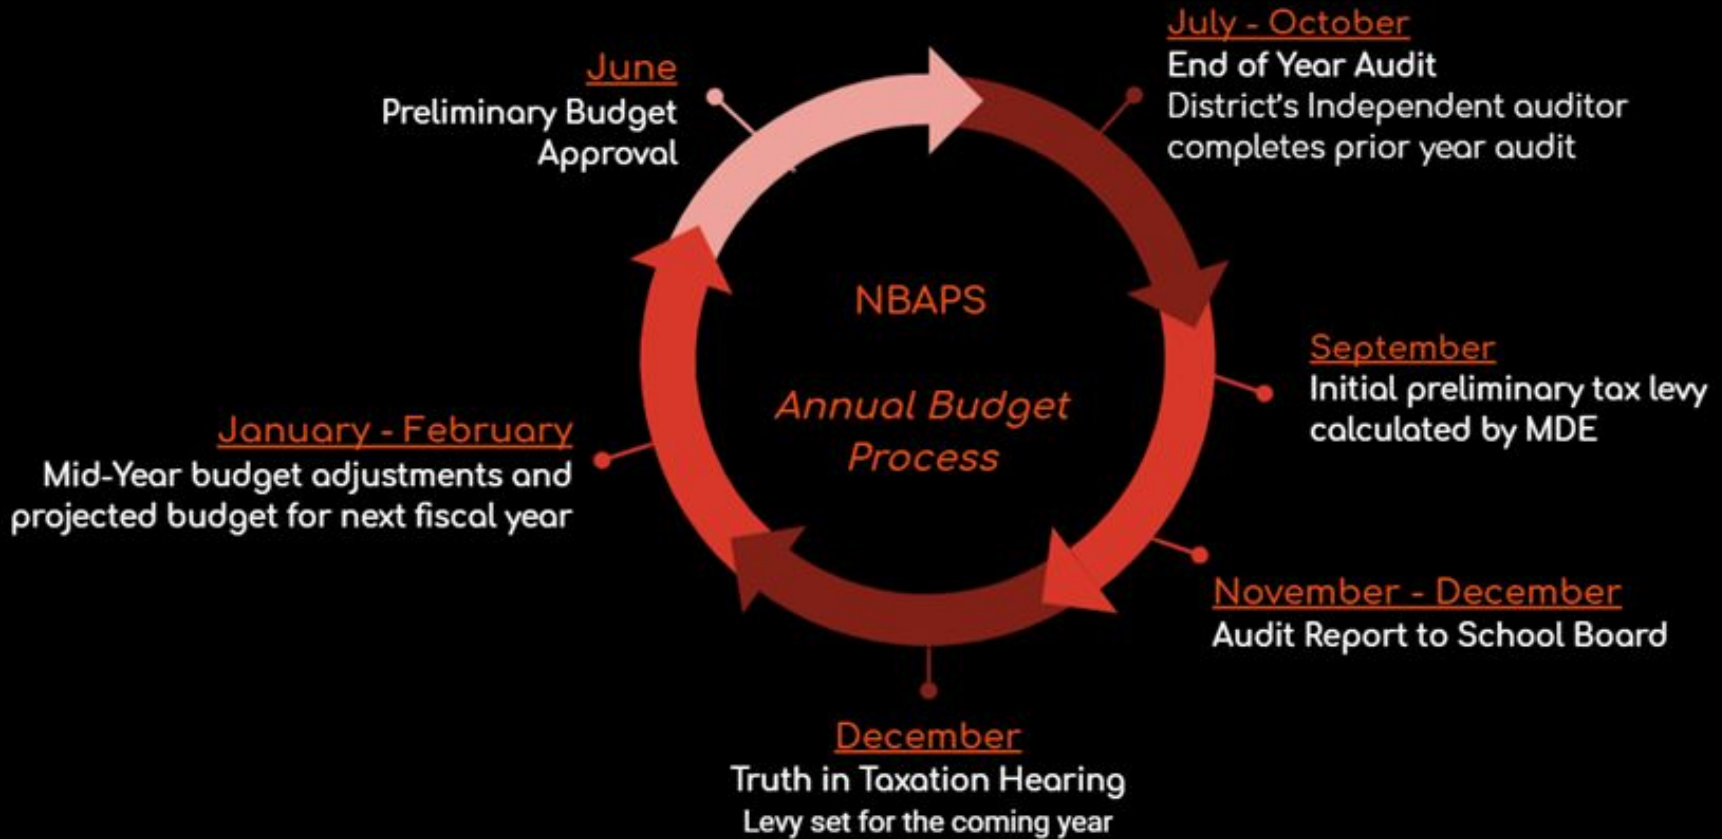 June
Preliminary Budget
Approval
July - October
End of Year Audit
District's Independent auditor
completes prior year audit
NBAPS
Annual Budget
Process
September
Initial preliminary tax levy
calculated by MDE
January - February
Mid-Year budget adjustments and
projected budget for next fiscal year
November - December
Audit Report to School Board
December
Truth in Taxation Hearing
Levy set for the coming year